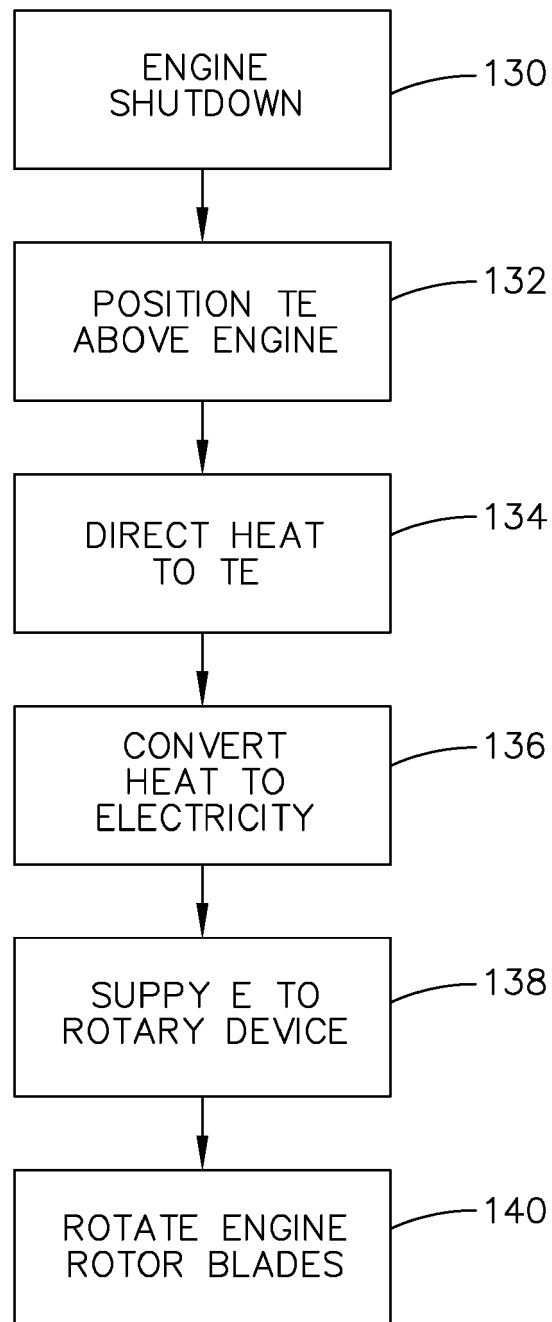 ENGINE
SHUTDOWN
130
POSITION TE
ABOVE ENGINE
132
DIRECT HEAT
TO TE
134
CONVERT
HEAT TO
ELECTRICITY
136
SUPPY E TO
ROTARY DEVICE
138
ROTATE ENGINE
ROTOR BLADES
140